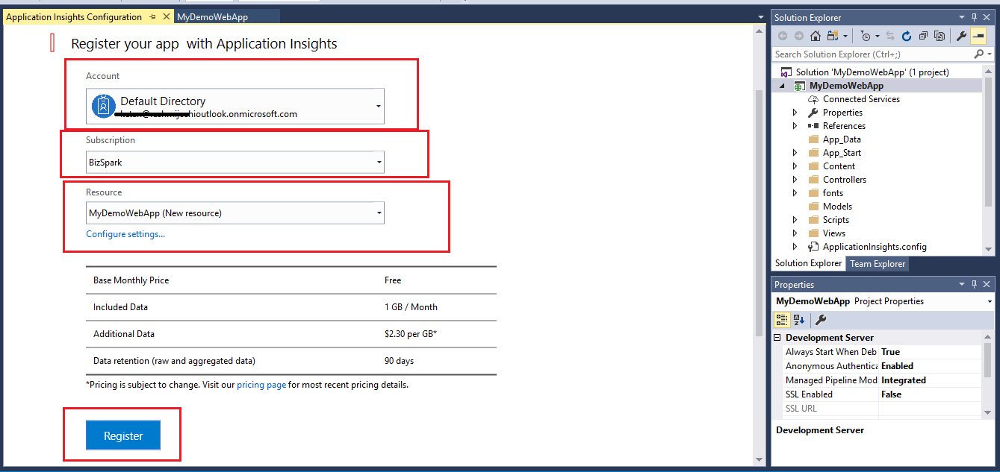 Application Insights Configuration
MyDemoWebApp
Register your app with Application Insights
Account
Default Directory
hioutlook.onmicrosoft.com
Subscription
BizSpark
Resource
MyDemoWebApp (New resource)
Configure settings...
Base Monthly Price Free
Included Data 1 GB / Month
Additional Data $2.30 per GB*
Data retention (raw and aggregated data) 90 days
*Pricing is subject to change. Visit our pricing page for most recent pricing details.
Register
Solution Explorer
Search Solution Explorer (Ctrl+;)
Solution 'MyDemoWebApp' (1 project)
MyDemoWebApp
Connected Services
Properties
References
App_Data
App_Start
Content
Controllers
fonts
Models
Scripts
Views
ApplicationInsights.config
Solution Explorer Team Explorer
Properties
MyDemoWebApp Project Properties
Development Server
Always Start When Deb True
Anonymous Authentica Enabled
Managed Pipeline Mod Integrated
SSL Enabled False
SSL URL
Development Server